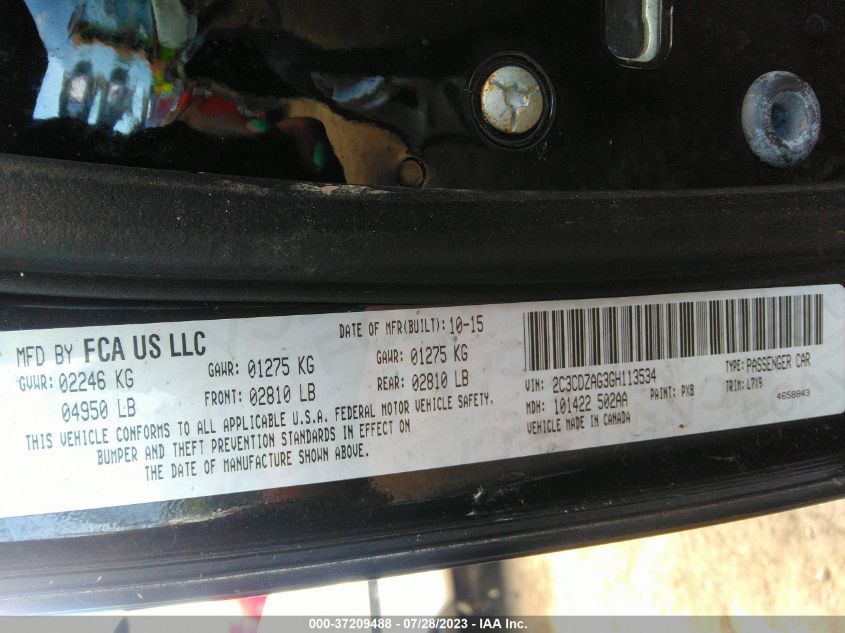 MFD BY FCA US LLC
DATE OF MFR(BUILT): 10-15
GVWR: 02246 KG
04950 LB
GAWR: 01275 KG
FRONT: 02810 LB
GAWR: 01275 KG
REAR: 02810 LB
THIS VEHICLE CONFORMS TO ALL APPLICABLE U.S.A. FEDERAL MOTOR VEHICLE SAFETY,
BUMPER AND THEFT PREVENTION STANDARDS IN EFFECT ON
THE DATE OF MANUFACTURE SHOWN ABOVE.
VIN: 2C3CDZAG3GH113534
TYPE: PASSENGER CAR
MDH: 101422 502AA
PAINT: PX8
TRIM: L7X9
VEHICLE MADE IN CANADA
4658843
000-37209488 - 07/28/2023 - IAA Inc.